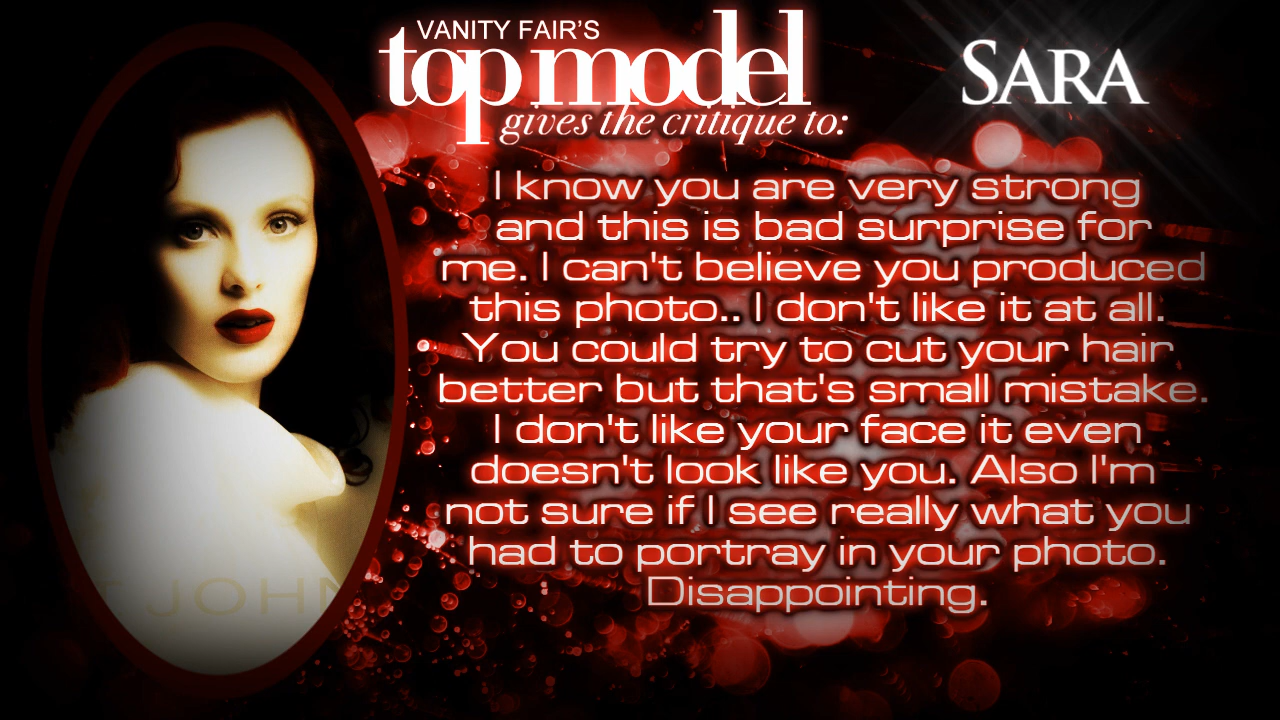 VANITY FAIR'S
top model
gives the critique to:
SARA
I know you are very strong
and this is bad surprise for
me. I can't believe you produced
this photo.. I don't like it at all.
You could try to cut your hair
better but that's small mistake.
I don't like your face it even
doesn't look like you. Also I'm
not sure if I see really what you
had to portray in your photo.
Disappointing.
JOHN